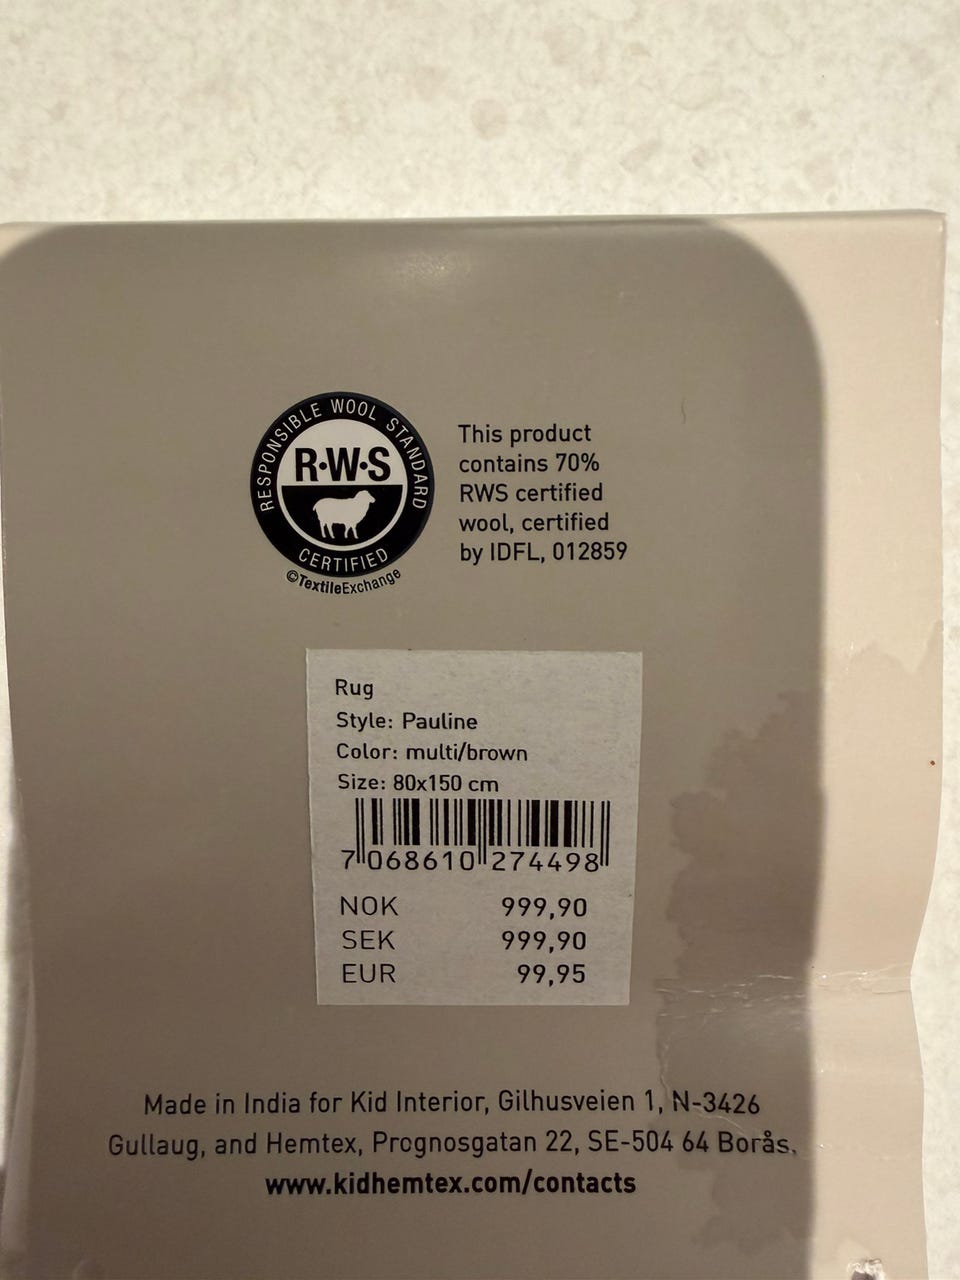 RESPONSIBLE WOOL STANDARD
R·W·S
CERTIFIED
©TextileExchange
This product
contains 70%
RWS certified
wool, certified
by IDFL, 012859
Rug
Style: Pauline
Color: multi/brown
Size: 80x150 cm
7 068610 274498
NOK 999,90
SEK 999,90
EUR 99,95
Made in India for Kid Interior, Gilhusveien 1, N-3426
Gullaug, and Hemtex, Prognosgatan 22, SE-504 64 Borås.
www.kidhemtex.com/contacts